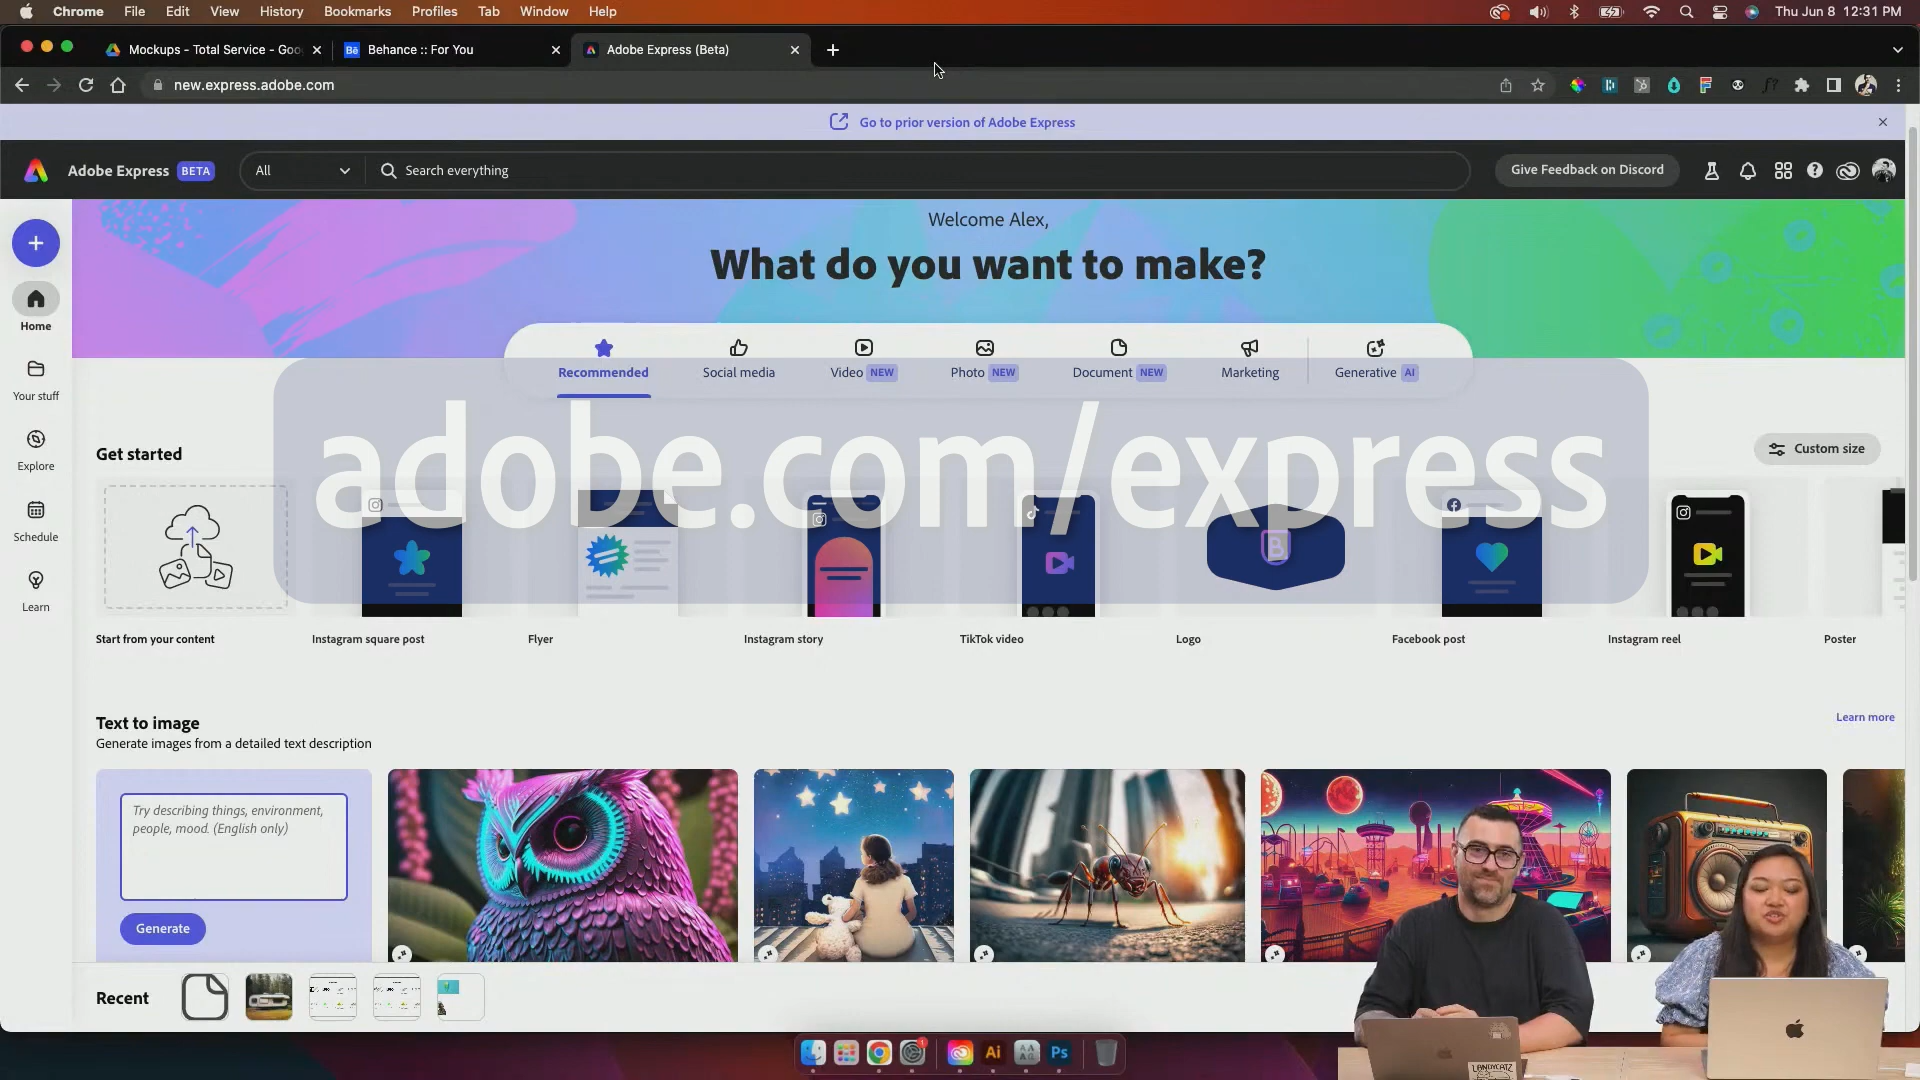 Chrome File Edit View History Bookmarks Profiles Tab Window Help Thu Jun 8 12:31 PM
Mockups - Total Service - Goo Behance :: For You Adobe Express (Beta)
new.express.adobe.com
Go to prior version of Adobe Express
Adobe Express BETA All Search everything Give Feedback on Discord
Welcome Alex,
What do you want to make?
Home
Your stuff
Explore
Schedule
Learn
Recommended Social media Video NEW Photo NEW Document NEW Marketing Generative AI
adobe.com/express
Get started Custom size
B
Start from your content Instagram square post Flyer Instagram story TikTok video Logo Facebook post Instagram reel Poster
Text to image Learn more
Generate images from a detailed text description
Try describing things, environment,
people, mood. (English only)
Generate
Recent
Ai Ps
LANDYCATZ